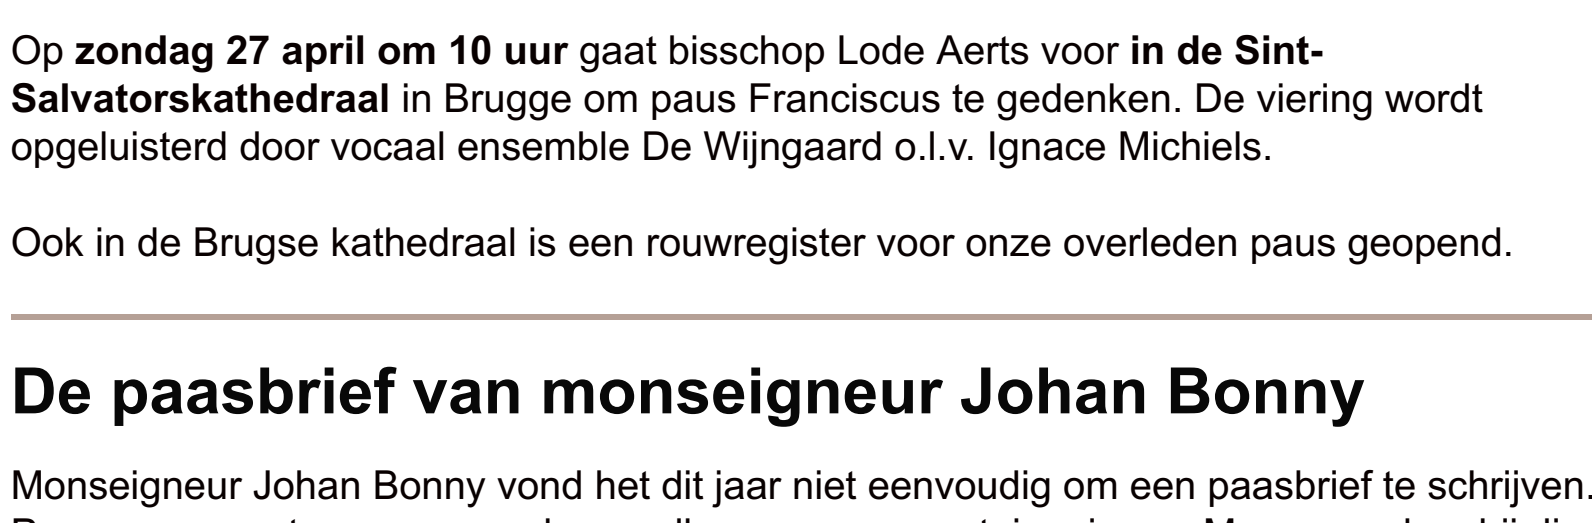 Op zondag 27 april om 10 uur gaat bisschop Lode Aerts voor in de Sint-
Salvatorskathedraal in Brugge om paus Franciscus te gedenken. De viering wordt
opgeluisterd door vocaal ensemble De Wijngaard o.l.v. Ignace Michiels.
Ook in de Brugse kathedraal is een rouwregister voor onze overleden paus geopend.
De paasbrief van monseigneur Johan Bonny
Monseigneur Johan Bonny vond het dit jaar niet eenvoudig om een paasbrief te schrijven.